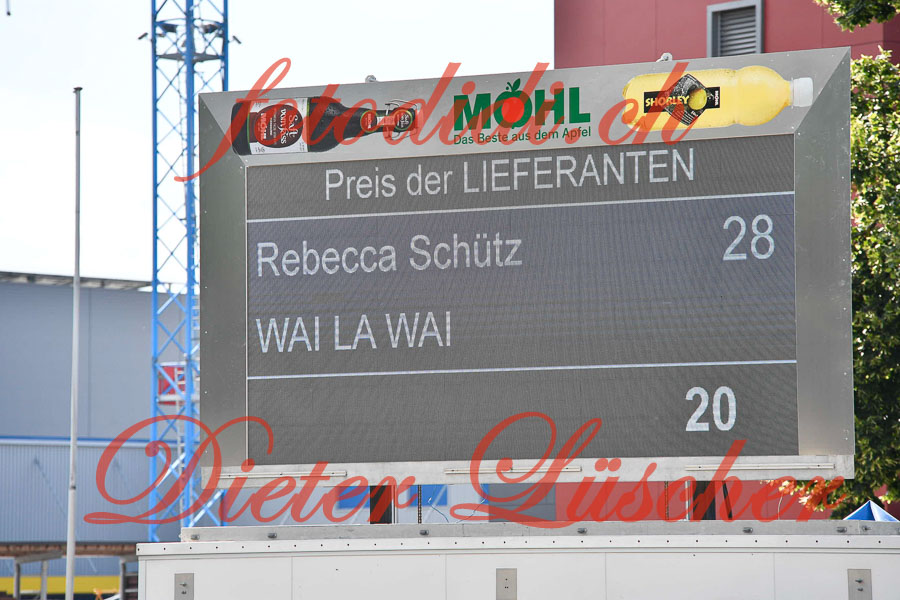 fotodidi.ch
MÖHL
Das Beste aus dem Apfel
SHORLEY
Preis der LIEFERANTEN
Rebecca Schütz 28
WAI LA WAI
20
Dieter Lüscher